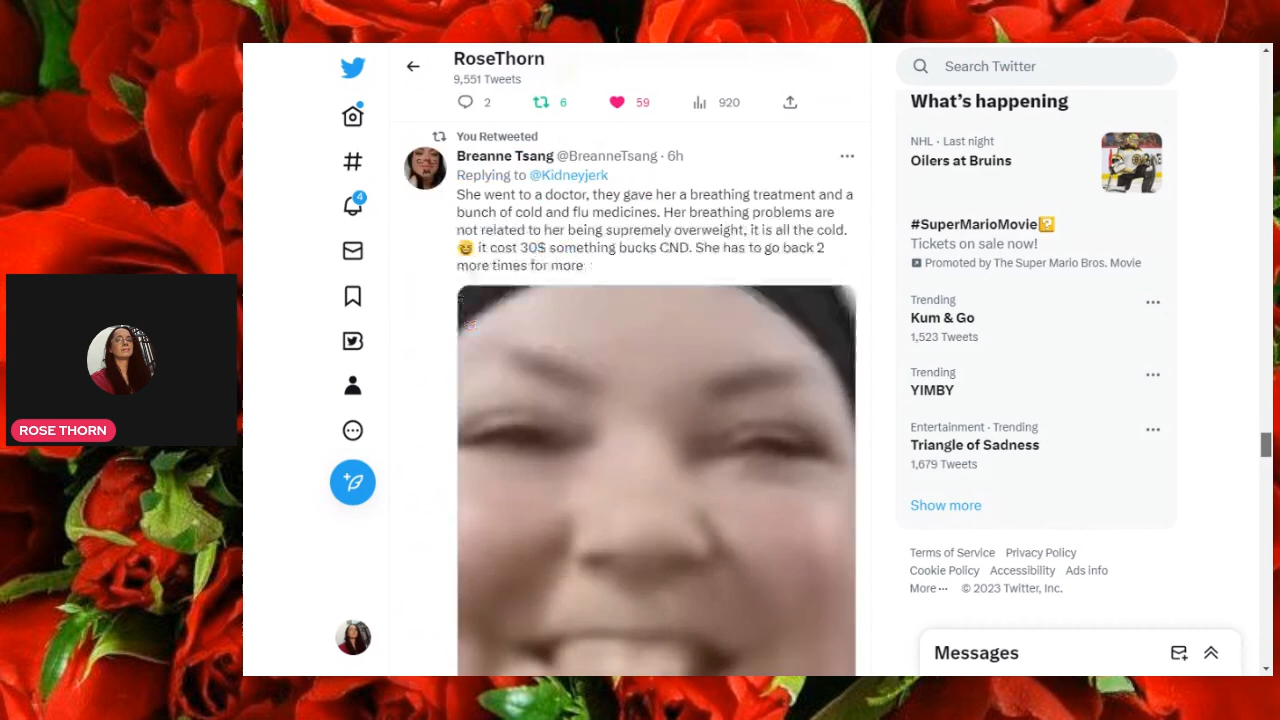 RoseThorn
9,551 Tweets
2
6
59
920
You Retweeted
Breanne Tsang @BreanneTsang · 6h
Replying to @Kidneyjerk
She went to a doctor, they gave her a breathing treatment and a
bunch of cold and flu medicines. Her breathing problems are
not related to her being supremely overweight, it is all the cold.
😆 it cost 30$ something bucks CND. She has to go back 2
more times for more
4
ROSE THORN
Search Twitter
What's happening
NHL · Last night
Oilers at Bruins
#SuperMarioMovie
Tickets on sale now!
Promoted by The Super Mario Bros. Movie
Trending
Kum & Go
1,523 Tweets
Trending
YIMBY
Entertainment · Trending
Triangle of Sadness
1,679 Tweets
Show more
Terms of Service Privacy Policy
Cookie Policy Accessibility Ads info
More ··· © 2023 Twitter, Inc.
Messages